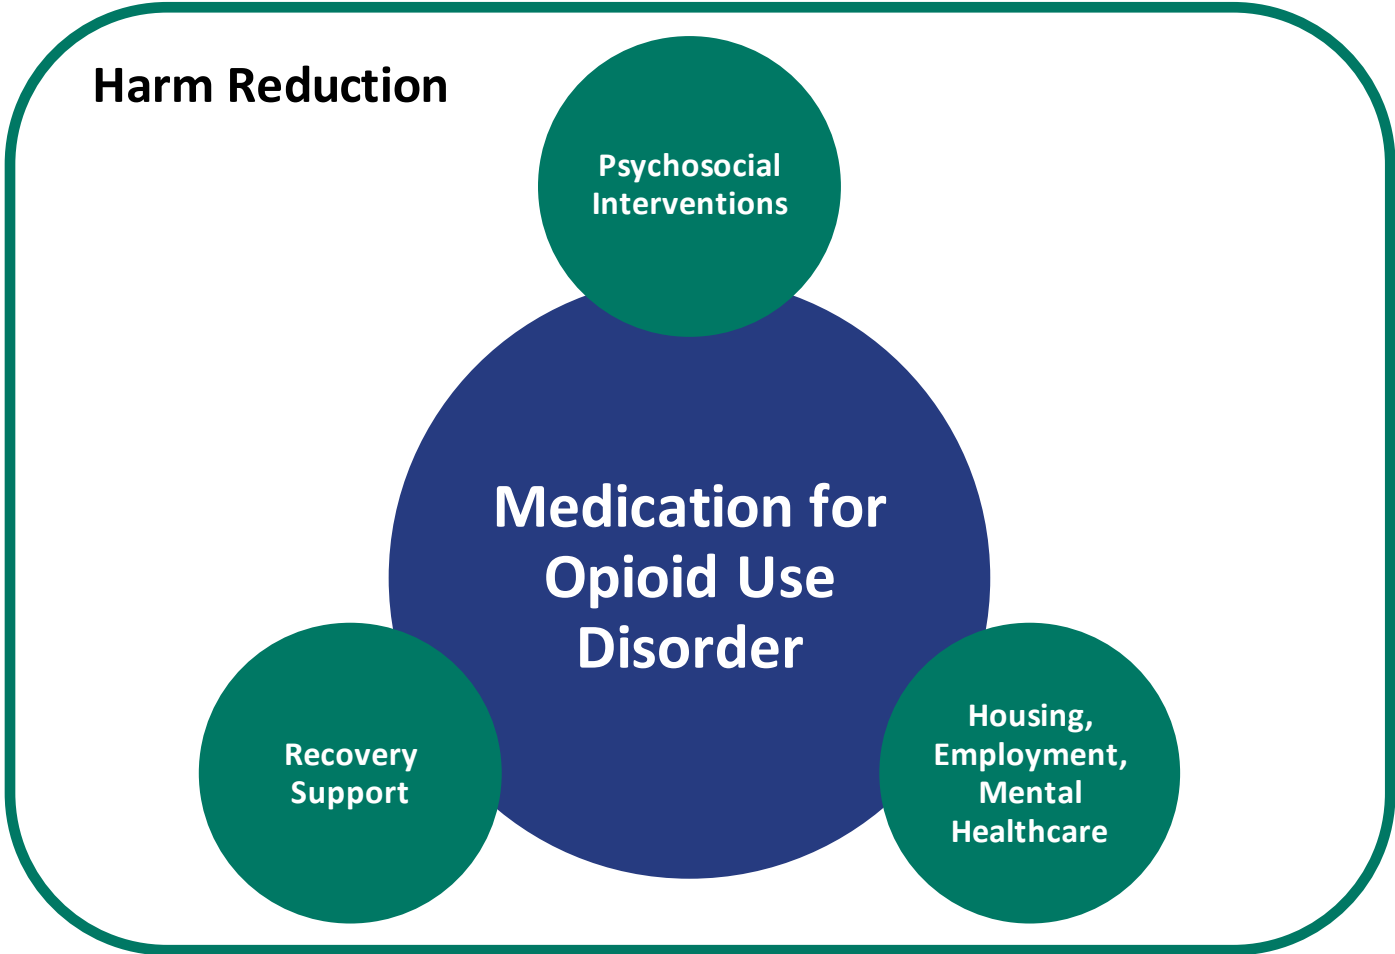 Harm Reduction
Psychosocial
Interventions
Medication for
Opioid Use
Disorder
Recovery
Support
Housing,
Employment,
Mental
Healthcare